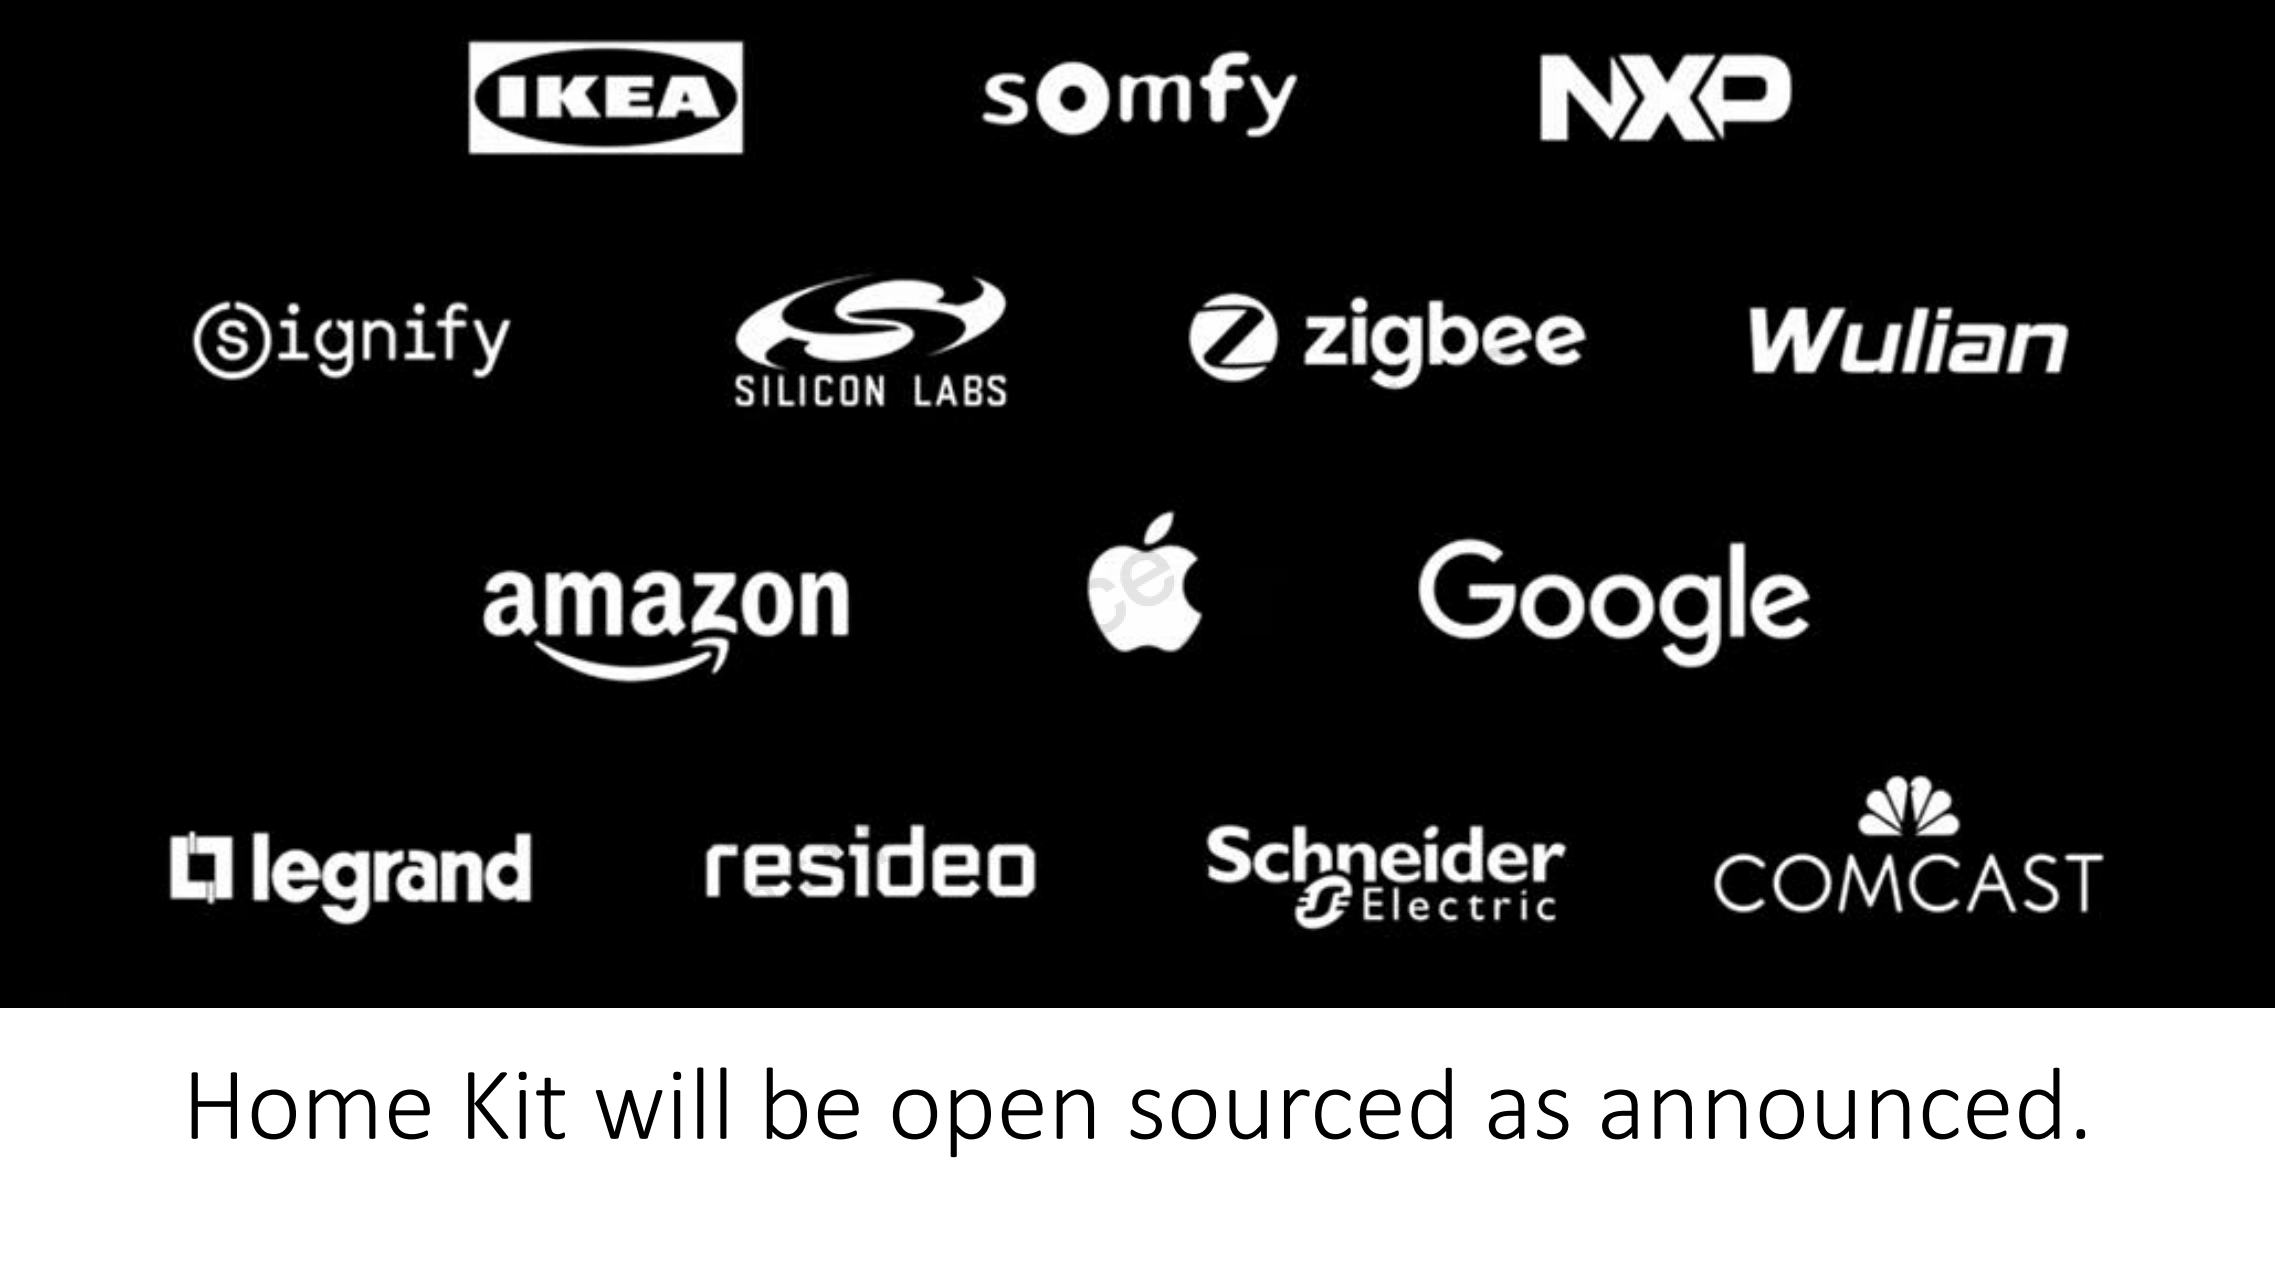 IKEA somfy NXP
signify SILICON LABS zigbee Wulian
amazon Google
ce
legrand resideo Schneider Electric COMCAST
Home Kit will be open sourced as announced.